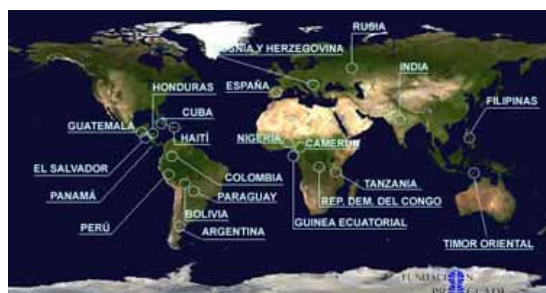 RUSIA
SNIA Y HERZEGOVINA
INDIA
HONDURAS
ESPAÑA
FILIPINAS
CUBA
GUATEMALA
HAITÍ
NIGERIA
CAMERÚN
EL SALVADOR
COLOMBIA
TANZANIA
PANAMÁ
PARAGUAY
REP. DEM. DEL CONGO
GUINEA ECUATORIAL
PERÚ
BOLIVIA
ARGENTINA
TIMOR ORIENTAL
FUNDACIÓN